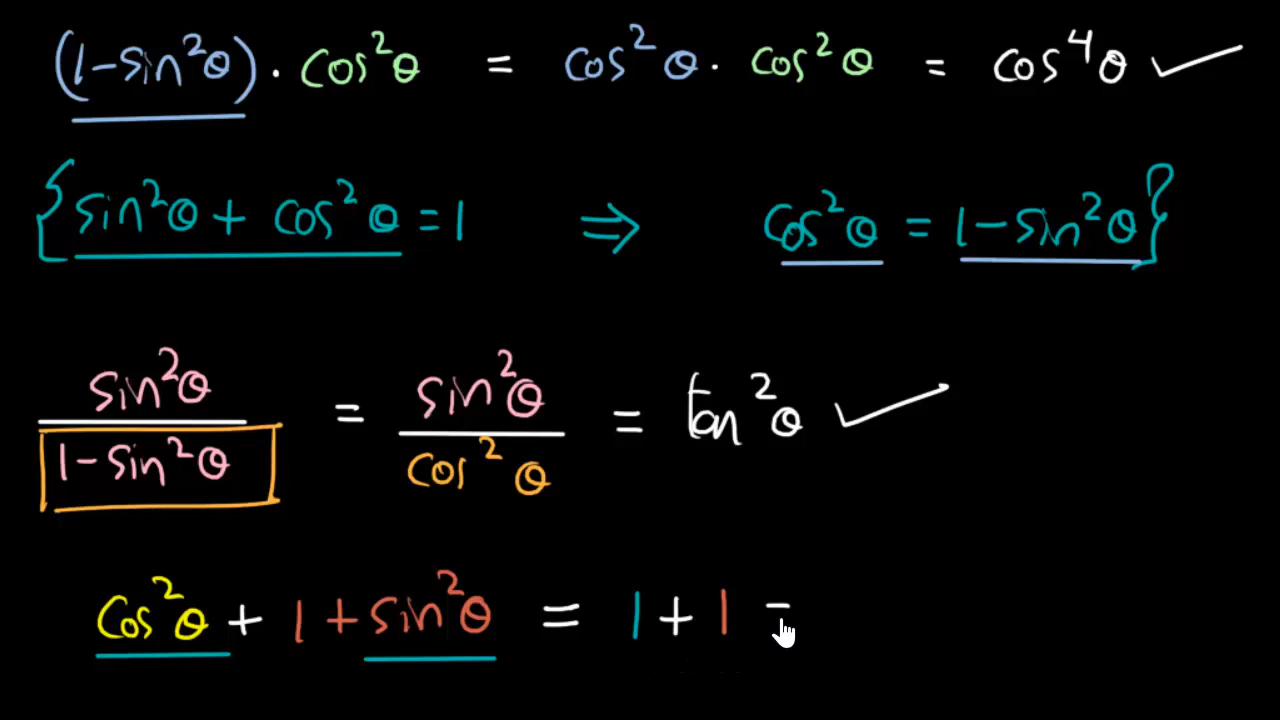 (1-sin²θ) · cos²θ = cos²θ · cos²θ = cos⁴θ ✓
{sin²θ + cos²θ = 1 ⇒ cos²θ = 1-sin²θ}
sin²θ / 1-sin²θ = sin²θ / cos²θ = tan²θ ✓
cos²θ + 1 + sin²θ = 1 + 1 -